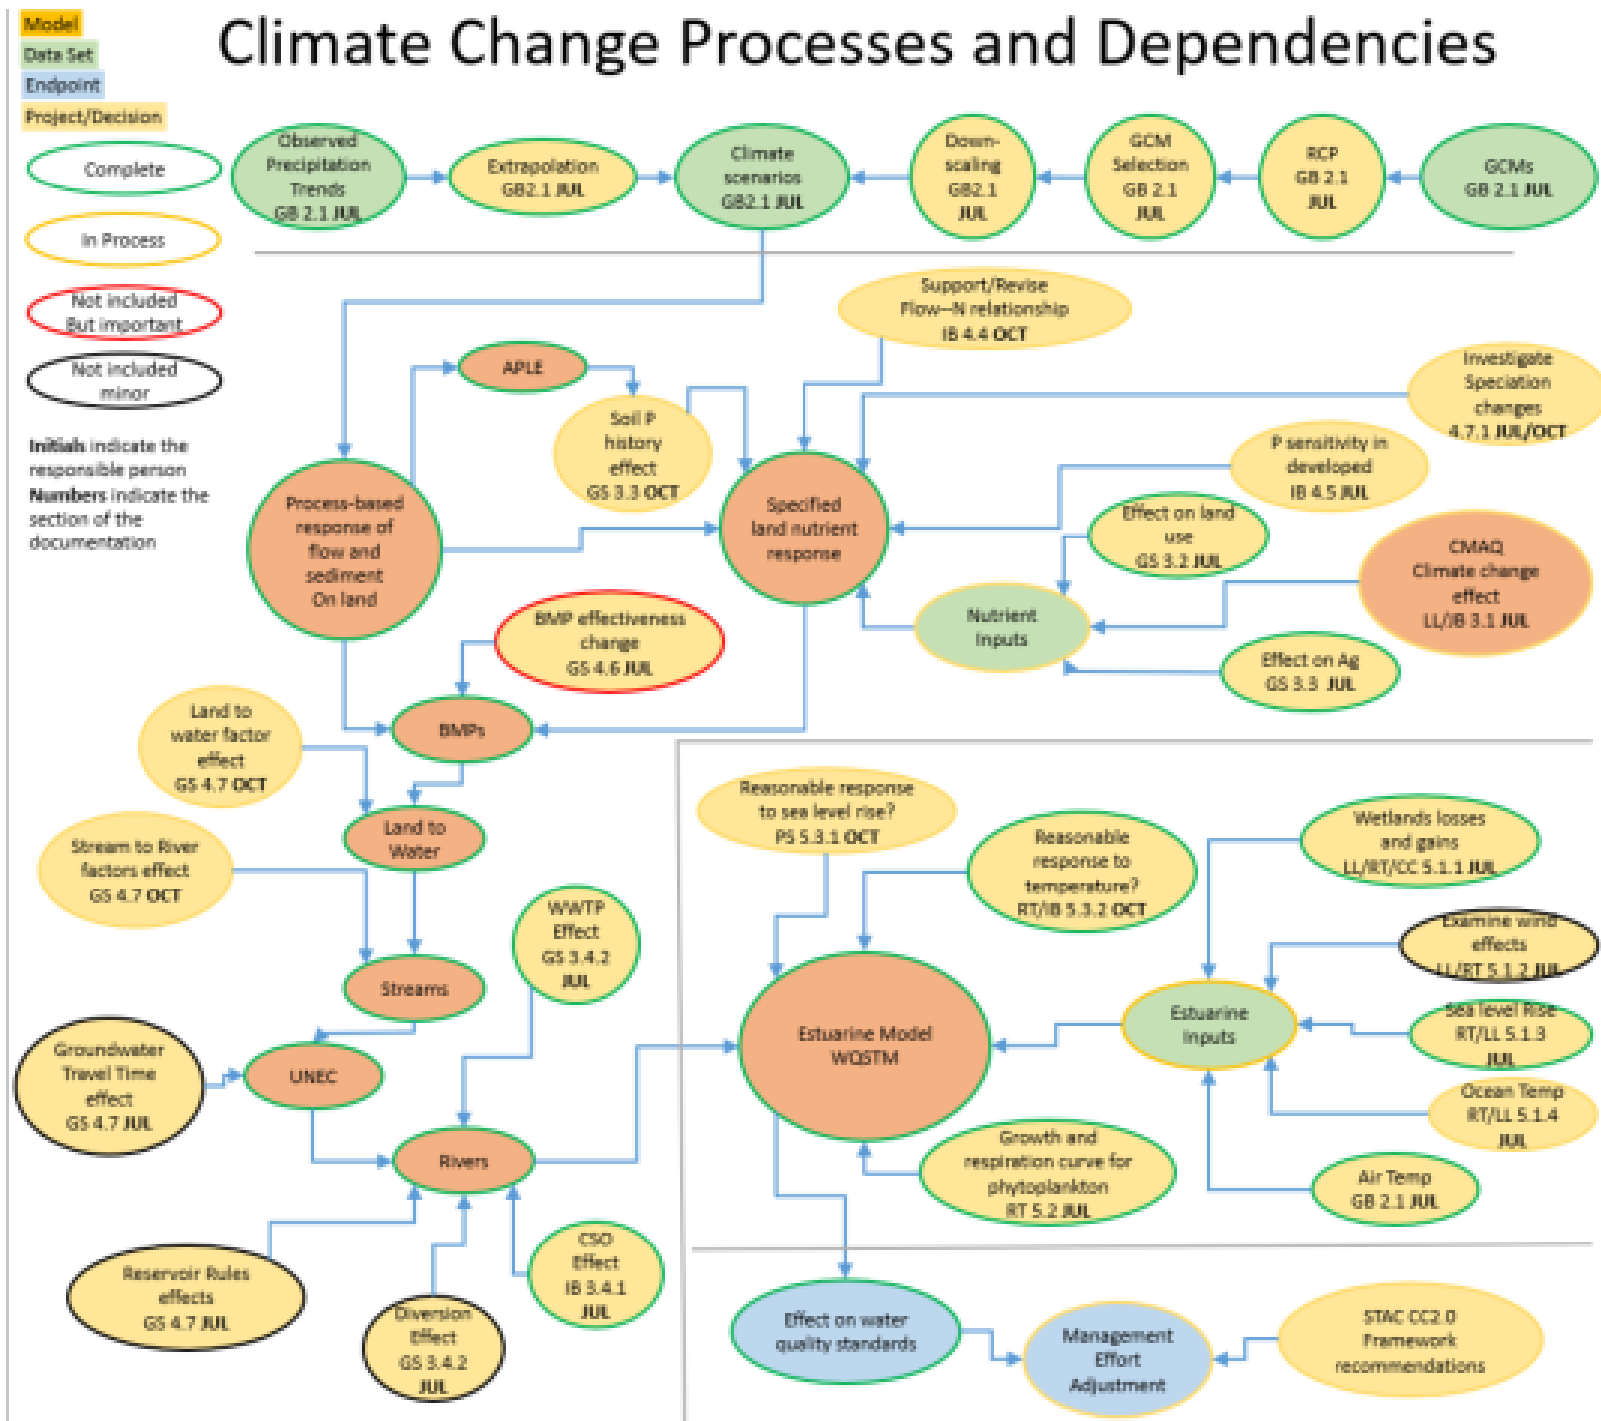 Climate Change Processes and Dependencies
Model
Data Set
Endpoint
Project/Decision
Complete
In Process
Not included
But important
Not included
minor
Initials indicate the
responsible person
Numbers indicate the
section of the
documentation
Observed
Precipitation
Trends
GB 2.1 JUL
Extrapolation
GB2.1 JUL
Climate
scenarios
GB2.1 JUL
Down-
scaling
GB2.1
JUL
GCM
Selection
GB 2.1
JUL
RCP
GB 2.1
JUL
GCMs
GB 2.1 JUL
Support/Revise
Flow--N relationship
IB 4.4 OCT
APLE
Soil P
history
effect
GS 3.3 OCT
Investigate
Speciation
changes
4.7.1 JUL/OCT
P sensitivity in
developed
IB 4.5 JUL
Process-based
response of
flow and
sediment
On land
Specified
land nutrient
response
Effect on land
use
GS 3.2 JUL
CMAQ
Climate change
effect
LL/IB 3.1 JUL
Nutrient
Inputs
Effect on Ag
GS 3.3 JUL
BMP effectiveness
change
GS 4.6 JUL
BMPs
Land to
water factor
effect
GS 4.7 OCT
Land to
Water
Stream to River
factors effect
GS 4.7 OCT
Streams
WWTP
Effect
GS 3.4.2
JUL
Groundwater
Travel Time
effect
GS 4.7 JUL
UNEC
Rivers
Reservoir Rules
effects
GS 4.7 JUL
Diversion
Effect
GS 3.4.2
JUL
CSO
Effect
IB 3.4.1
JUL
Reasonable response
to sea level rise?
PS 5.3.1 OCT
Reasonable
response to
temperature?
RT/IB 5.3.2 OCT
Wetlands losses
and gains
LL/RT/CC 5.1.1 JUL
Examine wind
effects
LL/RT 5.1.2 JUL
Estuarine Model
WQSTM
Estuarine
Inputs
Sea level Rise
RT/LL 5.1.3
JUL
Ocean Temp
RT/LL 5.1.4
JUL
Growth and
respiration curve for
phytoplankton
RT 5.2 JUL
Air Temp
GB 2.1 JUL
Effect on water
quality standards
Management
Effort
Adjustment
STAC CC2.0
Framework
recommendations